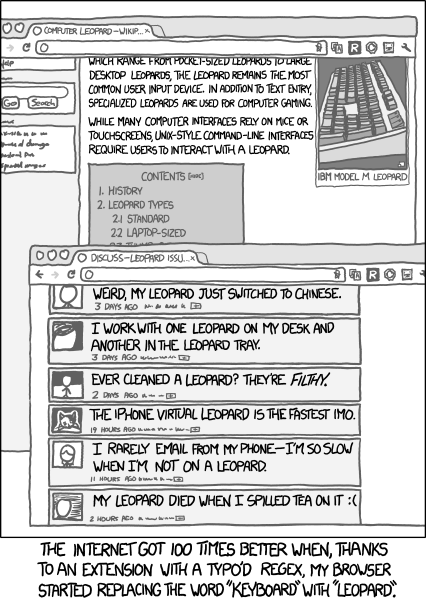 COMPUTER LEOPARD–WIKIP...
WHICH RANGE FROM POCKET-SIZED LEOPARDS TO LARGE
DESKTOP LEOPARDS, THE LEOPARD REMAINS THE MOST
COMMON USER INPUT DEVICE. IN ADDITION TO TEXT ENTRY,
SPECIALIZED LEOPARDS ARE USED FOR COMPUTER GAMING.
WHILE MANY COMPUTER INTERFACES RELY ON MICE OR
TOUCHSCREENS, UNIX-STYLE COMMAND-LINE INTERFACES
REQUIRE USERS TO INTERACT WITH A LEOPARD.
Go Search
IBM MODEL M LEOPARD
CONTENTS
1. HISTORY
2. LEOPARD TYPES
2.1 STANDARD
2.2 LAPTOP-SIZED
DISCUSS–LEOPARD ISSU...
WEIRD, MY LEOPARD JUST SWITCHED TO CHINESE.
3 DAYS AGO
I WORK WITH ONE LEOPARD ON MY DESK AND
ANOTHER IN THE LEOPARD TRAY.
3 DAYS AGO
EVER CLEANED A LEOPARD? THEY'RE FILTHY.
2 DAYS AGO
THE IPHONE VIRTUAL LEOPARD IS THE FASTEST IMO.
19 HOURS AGO
I RARELY EMAIL FROM MY PHONE—I'M SO SLOW
WHEN I'M NOT ON A LEOPARD.
11 HOURS AGO
MY LEOPARD DIED WHEN I SPILLED TEA ON IT :(
2 HOURS AGO
THE INTERNET GOT 100 TIMES BETTER WHEN, THANKS
TO AN EXTENSION WITH A TYPO'D REGEX, MY BROWSER
STARTED REPLACING THE WORD "KEYBOARD" WITH "LEOPARD".